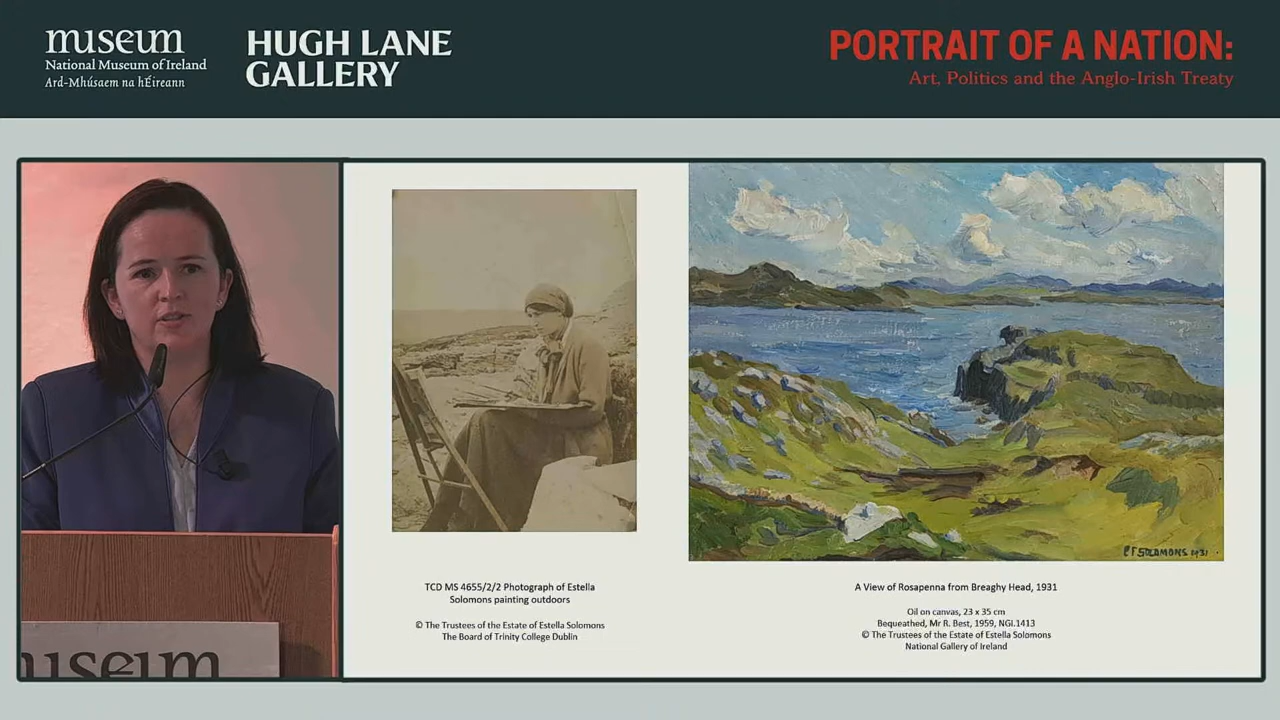 museum
National Museum of Ireland
Ard-Mhúsaem na hÉireann
HUGH LANE
GALLERY
PORTRAIT OF A NATION:
Art, Politics and the Anglo-Irish Treaty
TCD MS 4655/2/2 Photograph of Estella
Solomons painting outdoors
© The Trustees of the Estate of Estella Solomons
The Board of Trinity College Dublin
A View of Rosapenna from Breaghy Head, 1931
Oil on canvas, 23 x 35 cm
Bequeathed, Mr R. Best, 1959, NGI.1413
© The Trustees of the Estate of Estella Solomons
National Gallery of Ireland
SOLOMONS 1931
museum